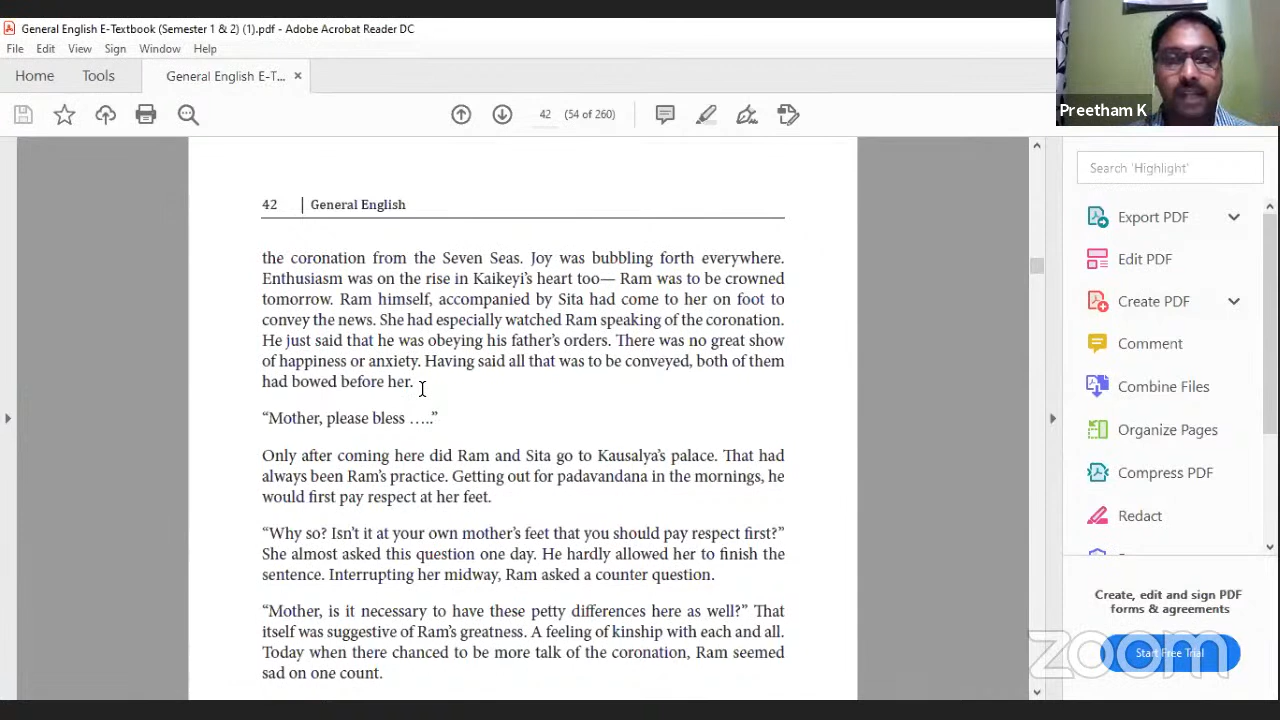 General English E-Textbook (Semester 1 & 2) (1).pdf - Adobe Acrobat Reader DC
File Edit View Sign Window Help
Home Tools General English E-T... ×
42 (54 of 260)
Preetham K
Search 'Highlight'
Export PDF
Edit PDF
Create PDF
Comment
Combine Files
Organize Pages
Compress PDF
Redact
Create, edit and sign PDF
forms & agreements
Start Free Trial
zoom
42 | General English
the coronation from the Seven Seas. Joy was bubbling forth everywhere.
Enthusiasm was on the rise in Kaikeyi's heart too— Ram was to be crowned
tomorrow. Ram himself, accompanied by Sita had come to her on foot to
convey the news. She had especially watched Ram speaking of the coronation.
He just said that he was obeying his father's orders. There was no great show
of happiness or anxiety. Having said all that was to be conveyed, both of them
had bowed before her.
“Mother, please bless …..”
Only after coming here did Ram and Sita go to Kausalya's palace. That had
always been Ram's practice. Getting out for padavandana in the mornings, he
would first pay respect at her feet.
“Why so? Isn't it at your own mother's feet that you should pay respect first?”
She almost asked this question one day. He hardly allowed her to finish the
sentence. Interrupting her midway, Ram asked a counter question.
“Mother, is it necessary to have these petty differences here as well?” That
itself was suggestive of Ram's greatness. A feeling of kinship with each and all.
Today when there chanced to be more talk of the coronation, Ram seemed
sad on one count.